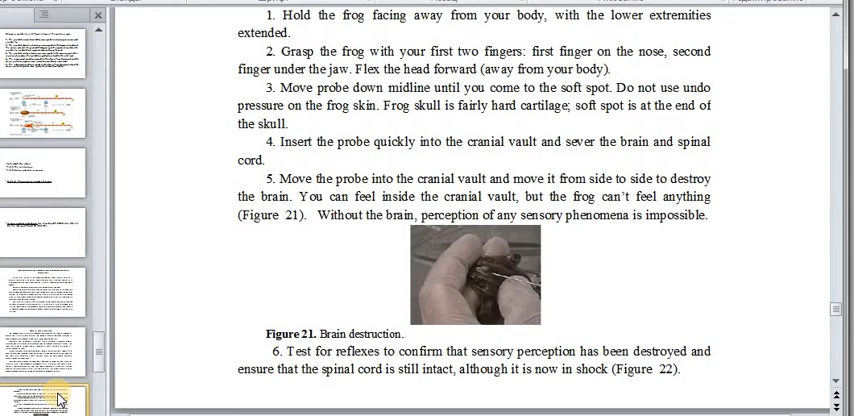 1. Hold the frog facing away from your body, with the lower extremities
extended.
2. Grasp the frog with your first two fingers: first finger on the nose, second
finger under the jaw. Flex the head forward (away from your body).
3. Move probe down midline until you come to the soft spot. Do not use undo
pressure on the frog skin. Frog skull is fairly hard cartilage; soft spot is at the end of
the skull.
4. Insert the probe quickly into the cranial vault and sever the brain and spinal
cord.
5. Move the probe into the cranial vault and move it from side to side to destroy
the brain. You can feel inside the cranial vault, but the frog can't feel anything
(Figure 21). Without the brain, perception of any sensory phenomena is impossible.
Figure 21. Brain destruction.
6. Test for reflexes to confirm that sensory perception has been destroyed and
ensure that the spinal cord is still intact, although it is now in shock (Figure 22).